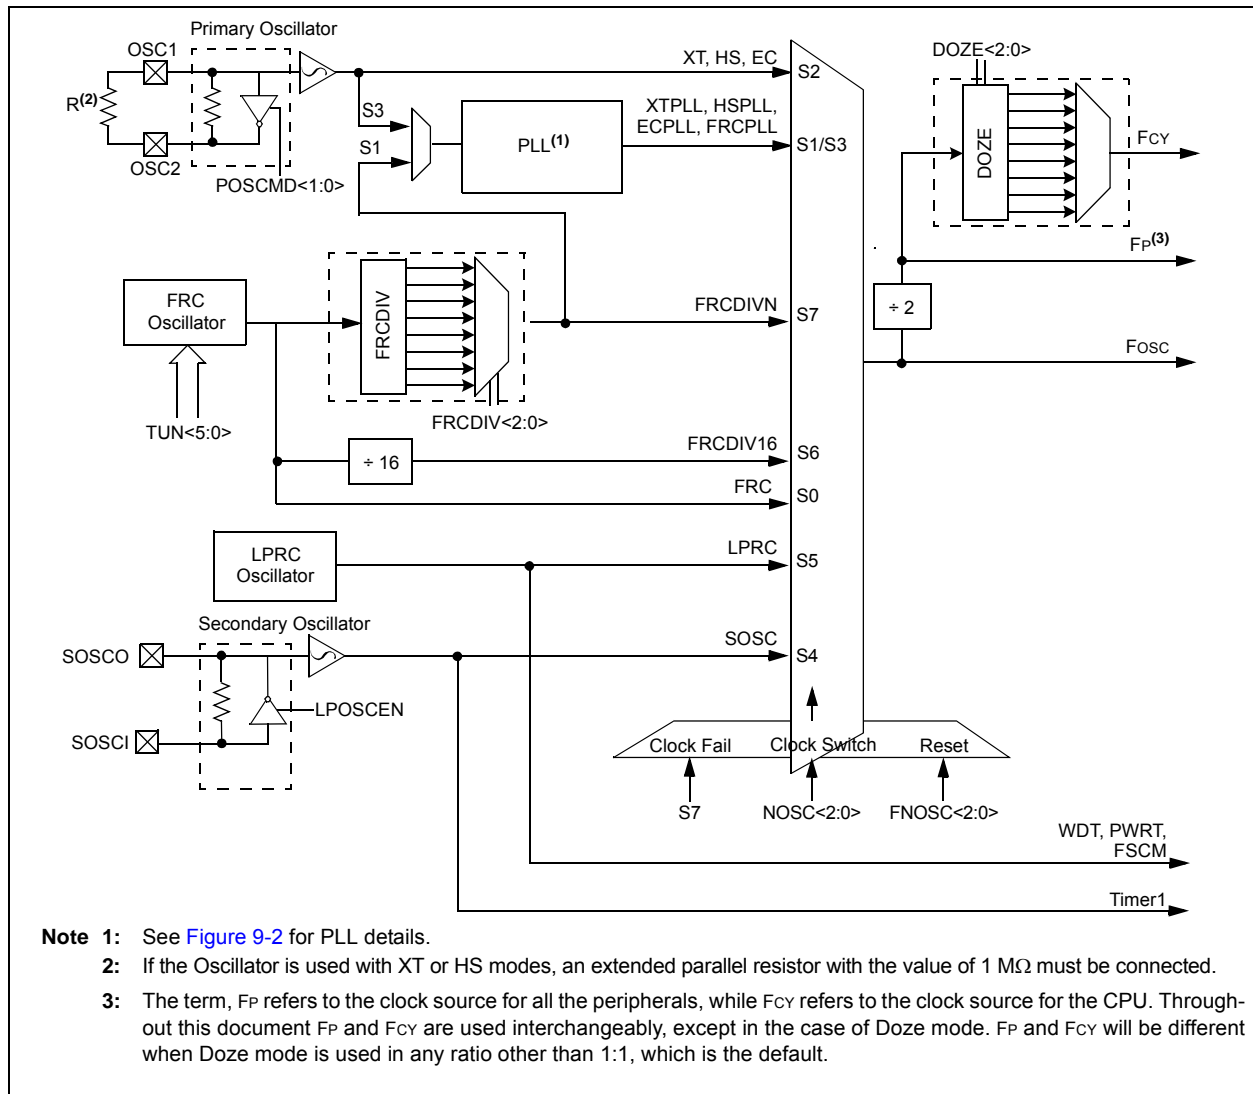 Primary Oscillator
OSC1
R(2)
OSC2
POSCMD<1:0>
S3
S1
PLL(1)
XT, HS, EC
XTPLL, HSPLL,
ECPLL, FRCPLL
S2
S1/S3
DOZE<2:0>
DOZE
FCY
FP(3)
÷ 2
FOSC
FRC
Oscillator
TUN<5:0>
FRCDIV
FRCDIV<2:0>
FRCDIVN
S7
÷ 16
FRCDIV16
S6
FRC
S0
LPRC
Oscillator
LPRC
S5
Secondary Oscillator
SOSCO
SOSCI
LPOSCEN
SOSC
S4
Clock Fail
Clock Switch
Reset
S7
NOSC<2:0>
FNOSC<2:0>
WDT, PWRT,
FSCM
Timer1
Note 1: See Figure 9-2 for PLL details.
2: If the Oscillator is used with XT or HS modes, an extended parallel resistor with the value of 1 MΩ must be connected.
3: The term, FP refers to the clock source for all the peripherals, while FCY refers to the clock source for the CPU. Through-
out this document FP and FCY are used interchangeably, except in the case of Doze mode. FP and FCY will be different
when Doze mode is used in any ratio other than 1:1, which is the default.